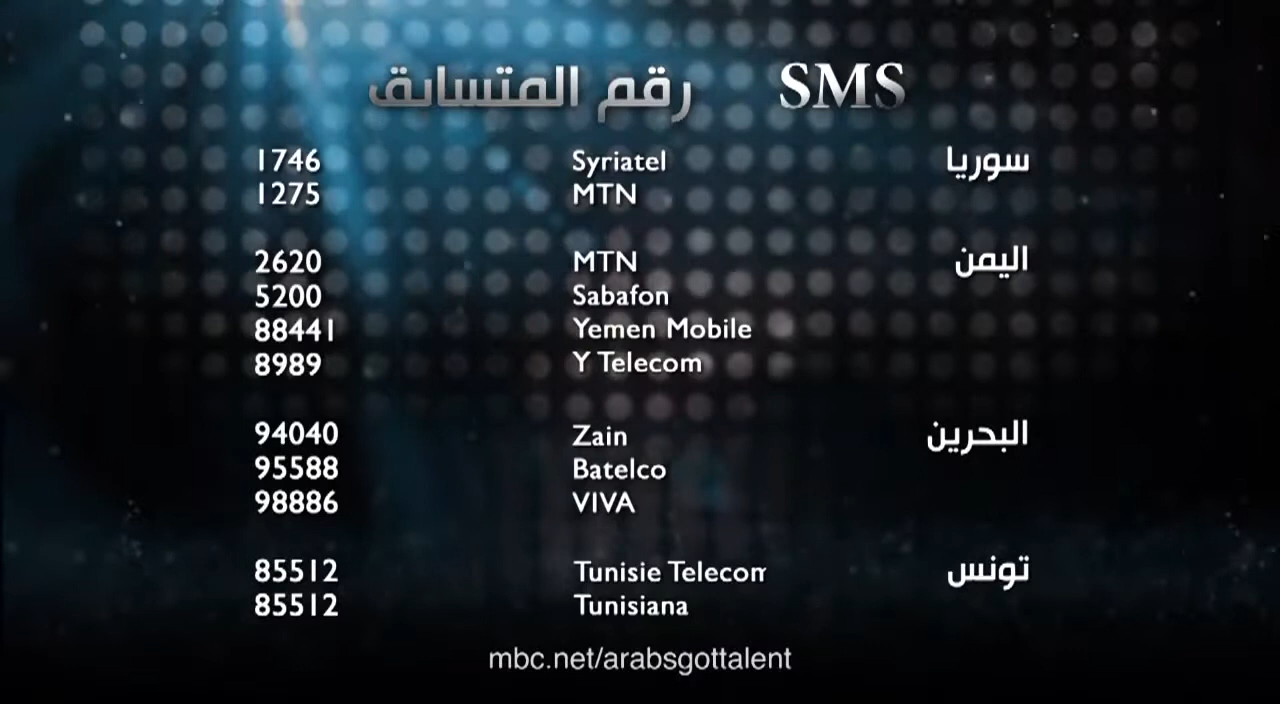 SMS رقم المتسابق
سوريا Syriatel 1746
MTN 1275
اليمن MTN 2620
Sabafon 5200
Yemen Mobile 88441
Y Telecom 8989
البحرين Zain 94040
Batelco 95588
VIVA 98886
تونس Tunisie Telecom 85512
Tunisiana 85512
mbc.net/arabsgottalent